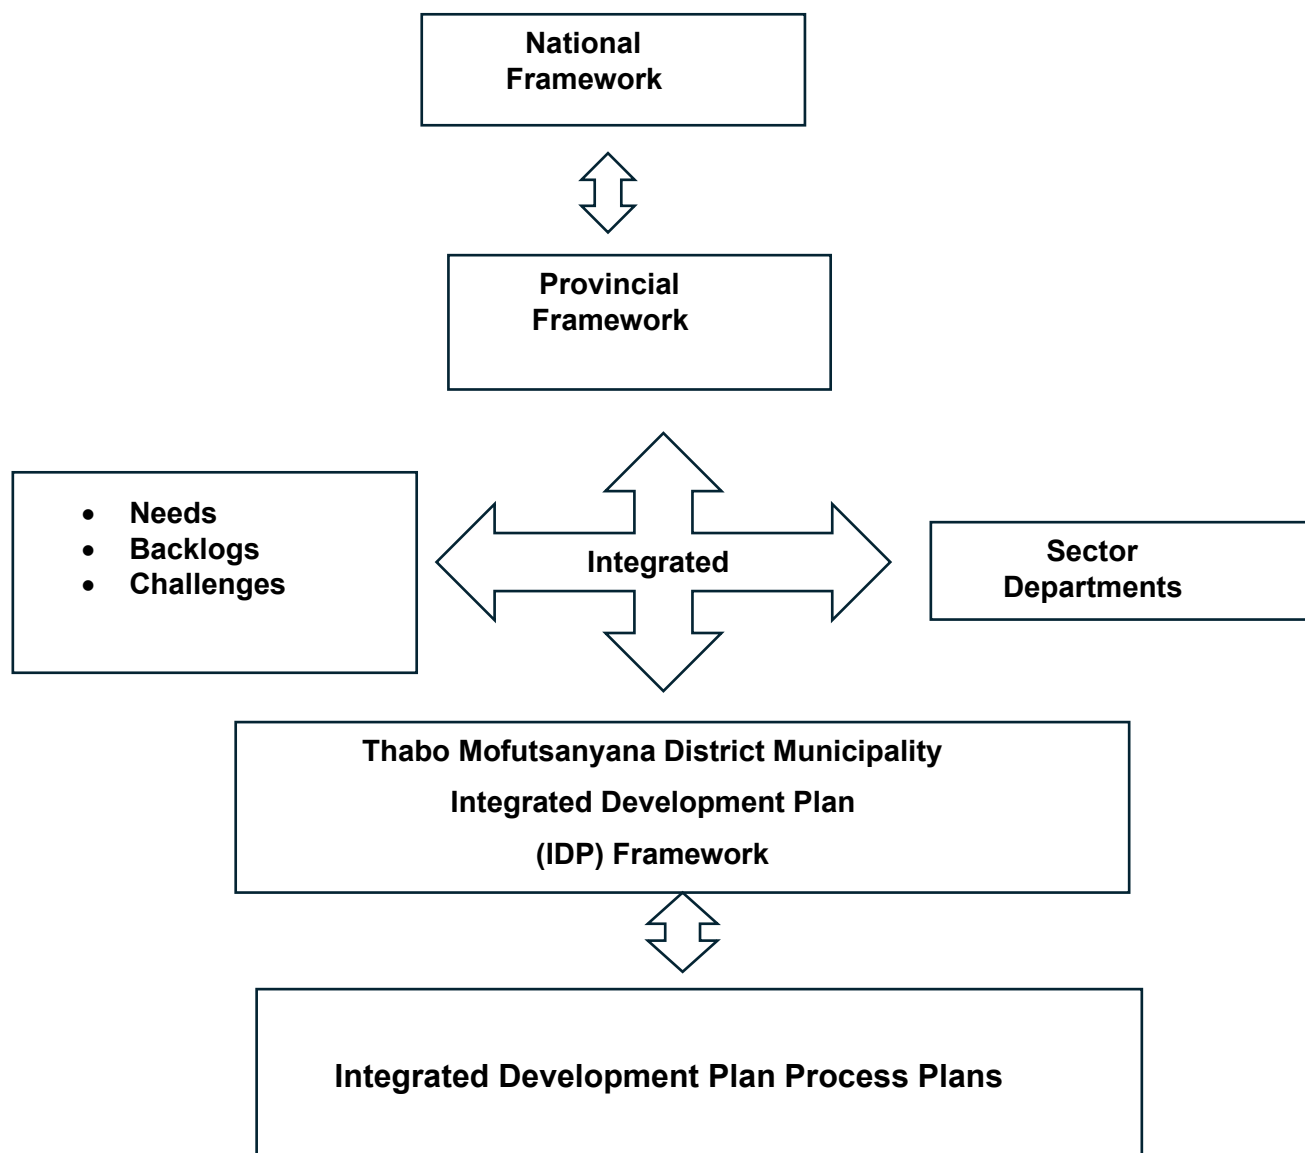 National
Framework
Provincial
Framework
• Needs
• Backlogs
• Challenges
Integrated
Sector
Departments
Thabo Mofutsanyana District Municipality
Integrated Development Plan
(IDP) Framework
Integrated Development Plan Process Plans